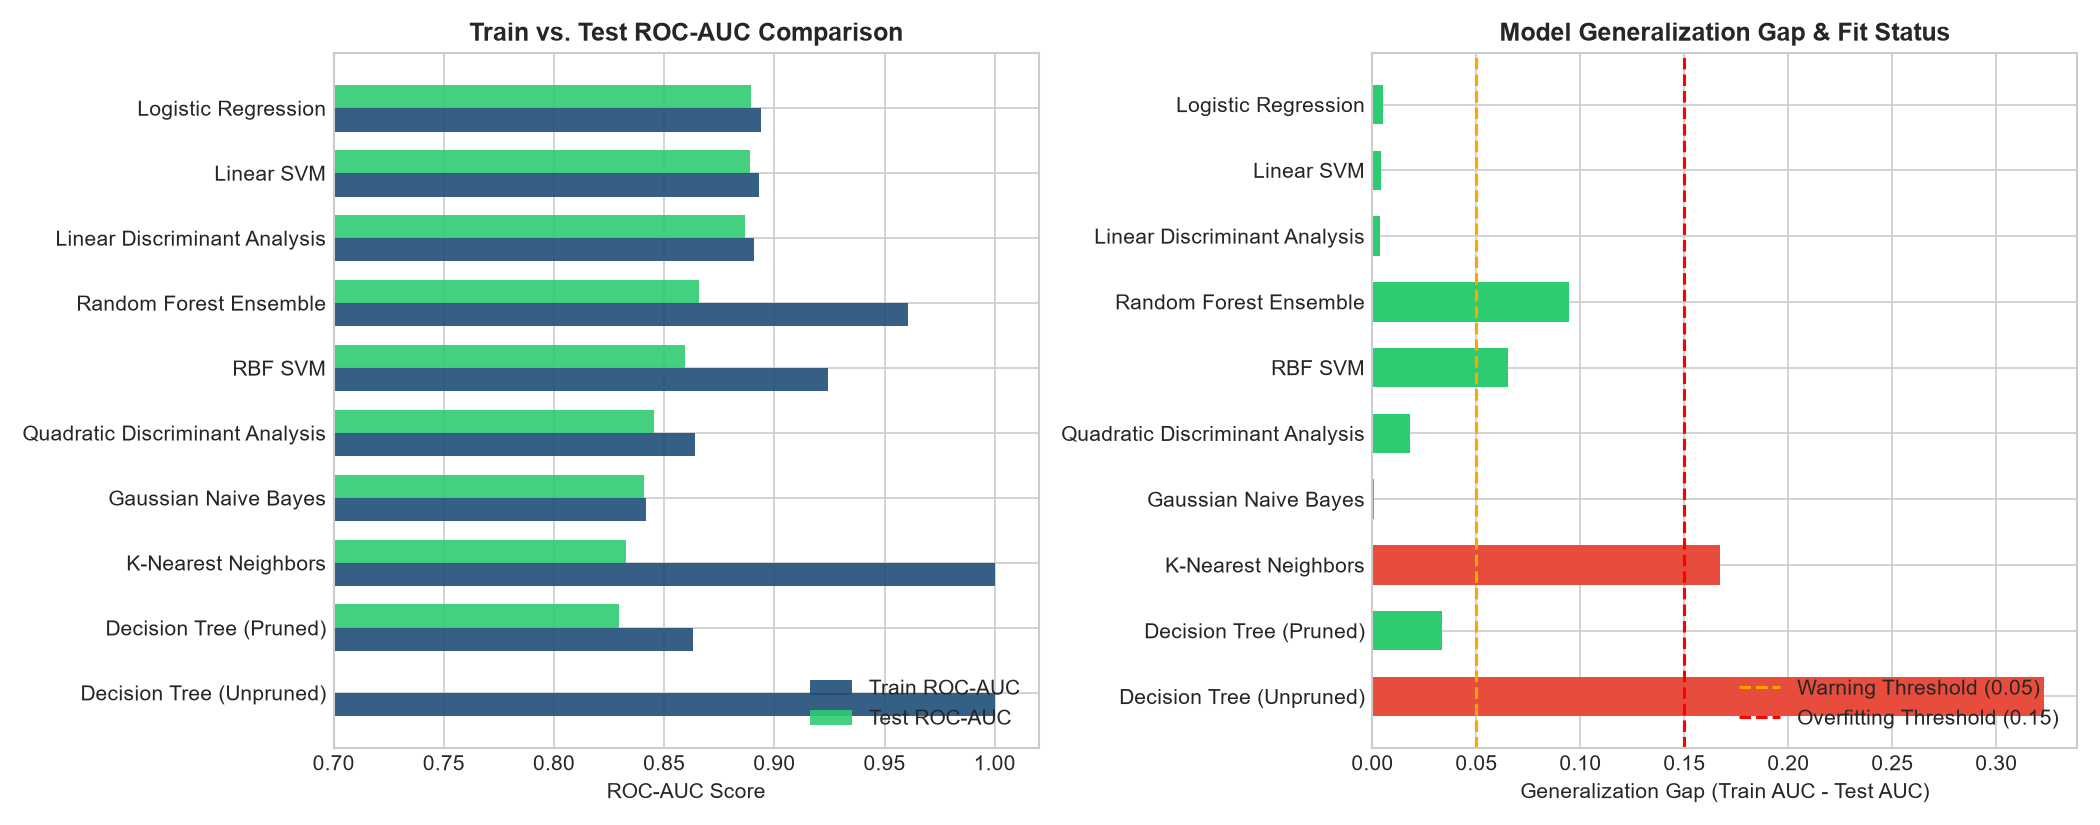 Train vs. Test ROC-AUC Comparison
Logistic Regression
Linear SVM
Linear Discriminant Analysis
Random Forest Ensemble
RBF SVM
Quadratic Discriminant Analysis
Gaussian Naive Bayes
K-Nearest Neighbors
Decision Tree (Pruned)
Decision Tree (Unpruned)
Train ROC-AUC
Test ROC-AUC
0.70 0.75 0.80 0.85 0.90 0.95 1.00
ROC-AUC Score
Model Generalization Gap & Fit Status
Logistic Regression
Linear SVM
Linear Discriminant Analysis
Random Forest Ensemble
RBF SVM
Quadratic Discriminant Analysis
Gaussian Naive Bayes
K-Nearest Neighbors
Decision Tree (Pruned)
Decision Tree (Unpruned)
Warning Threshold (0.05)
Overfitting Threshold (0.15)
0.00 0.05 0.10 0.15 0.20 0.25 0.30
Generalization Gap (Train AUC - Test AUC)